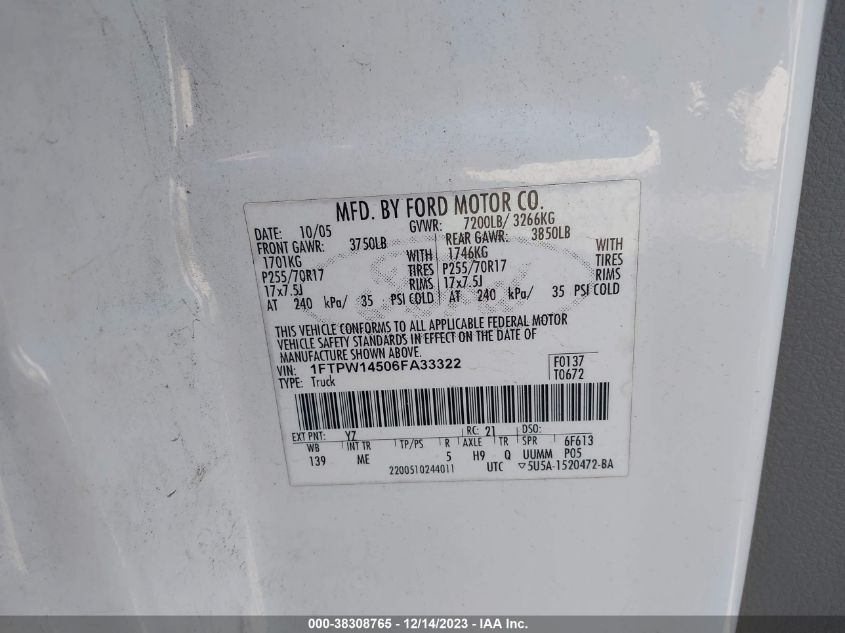 MFD. BY FORD MOTOR CO.
DATE: 10/05 GVWR: 7200LB/ 3266KG
FRONT GAWR: 3750LB REAR GAWR: 3850LB
1701KG WITH 1746KG WITH
P255/70R17 TIRES P255/70R17 TIRES
17x7.5J RIMS 17x7.5J RIMS
AT 240 kPa/ 35 PSI COLD AT 240 kPa/ 35 PSI COLD
THIS VEHICLE CONFORMS TO ALL APPLICABLE FEDERAL MOTOR
VEHICLE SAFETY STANDARDS IN EFFECT ON THE DATE OF
MANUFACTURE SHOWN ABOVE.
VIN: 1FTPW14506FA33322 F0137
TYPE: Truck T0672
EXT PNT: YZ RC: 21 DSO:
WB INT TR TP/PS R AXLE TR SPR 6F613
139 ME 5 H9 Q UUMM P05
2200510244011 UTC ▽5U5A-1520472-BA
000-38308765 - 12/14/2023 - IAA Inc.